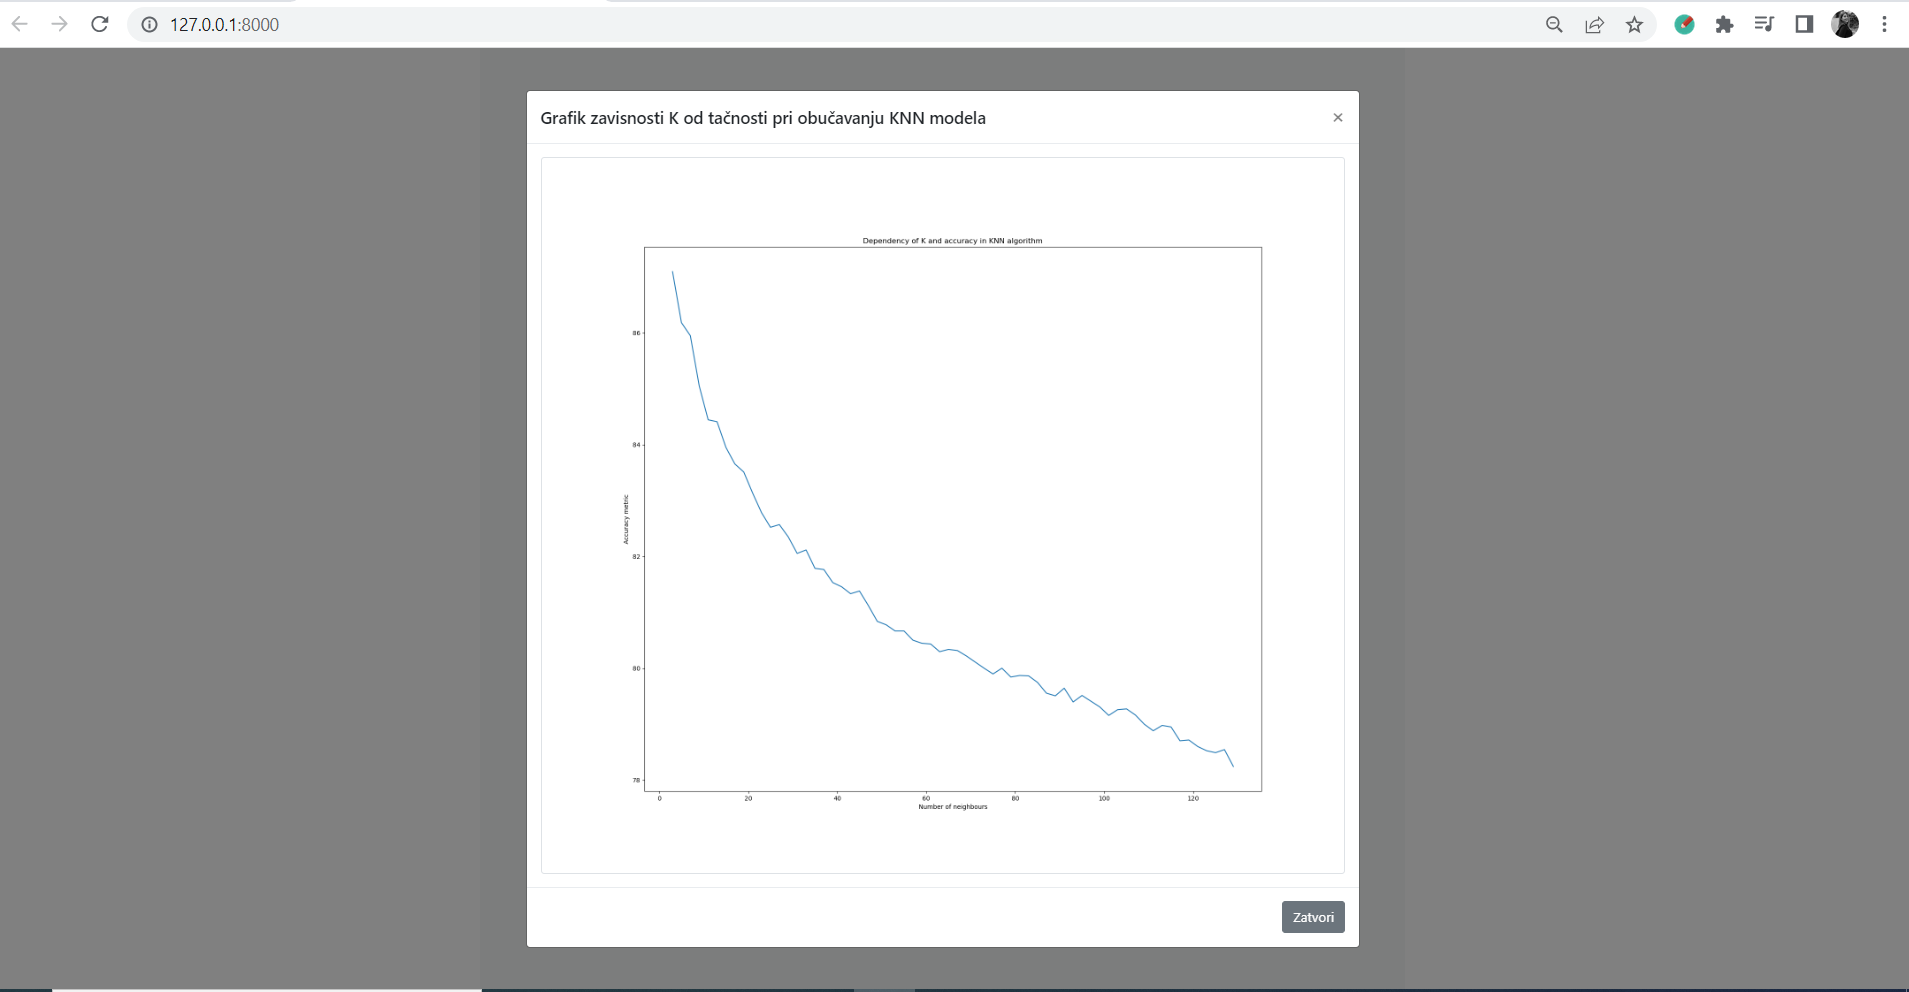 127.0.0.1:8000
Grafik zavisnosti K od tačnosti pri obučavanju KNN modela
×
Dependency of K and accuracy in KNN algorithm
86
84
82
80
78
Accuracy metric
0 20 40 60 80 100 120
Number of neighbours
Zatvori